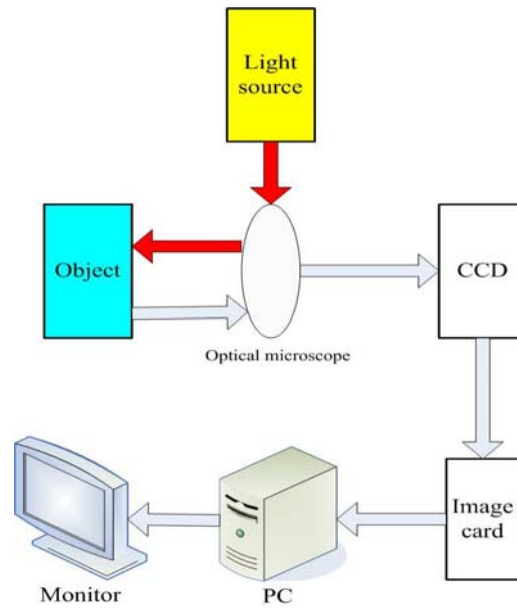 Light
source
Object
CCD
Optical microscope
Image
card
Monitor
PC